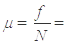 μ = f/N =